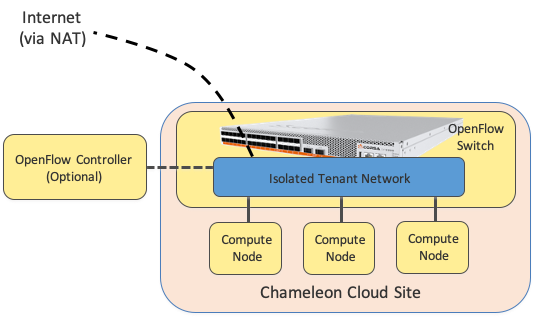 Internet
(via NAT)
OpenFlow
Switch
OpenFlow Controller
(Optional)
Isolated Tenant Network
Compute
Node
Compute
Node
Compute
Node
Chameleon Cloud Site